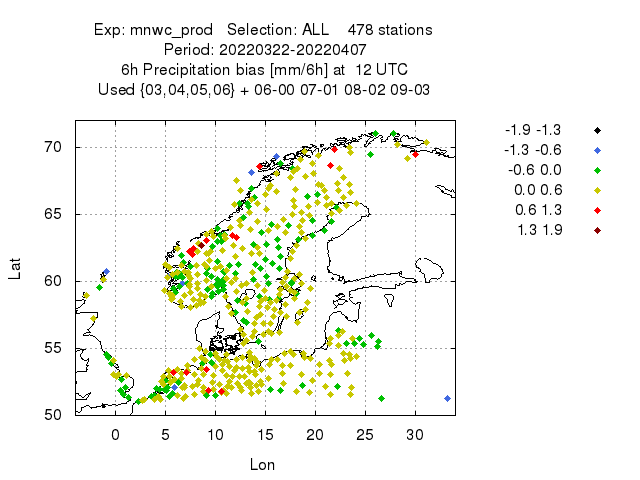 Exp: mnwc_prod Selection: ALL 478 stations
Period: 20220322-20220407
6h Precipitation bias [mm/6h] at 12 UTC
Used {03,04,05,06} + 06-00 07-01 08-02 09-03
-1.9 -1.3
-1.3 -0.6
-0.6 0.0
0.0 0.6
0.6 1.3
1.3 1.9
70
65
60
55
50
Lat
0 5 10 15 20 25 30
Lon